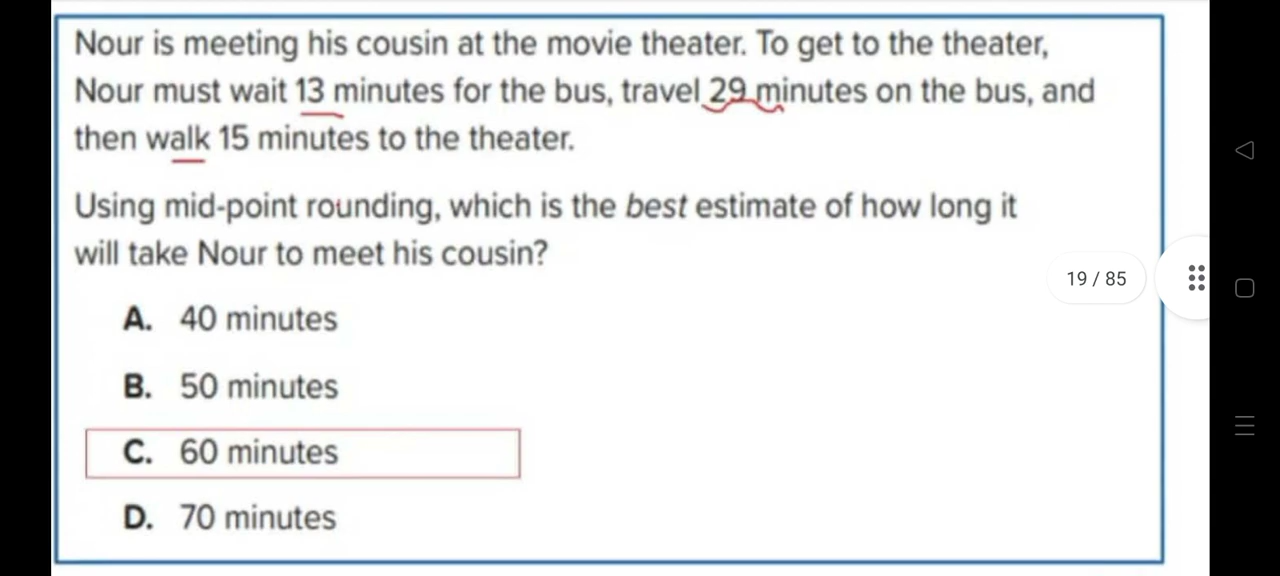 Nour is meeting his cousin at the movie theater. To get to the theater,
Nour must wait 13 minutes for the bus, travel 29 minutes on the bus, and
then walk 15 minutes to the theater.
Using mid-point rounding, which is the best estimate of how long it
will take Nour to meet his cousin?
19 / 85
A. 40 minutes
B. 50 minutes
C. 60 minutes
D. 70 minutes